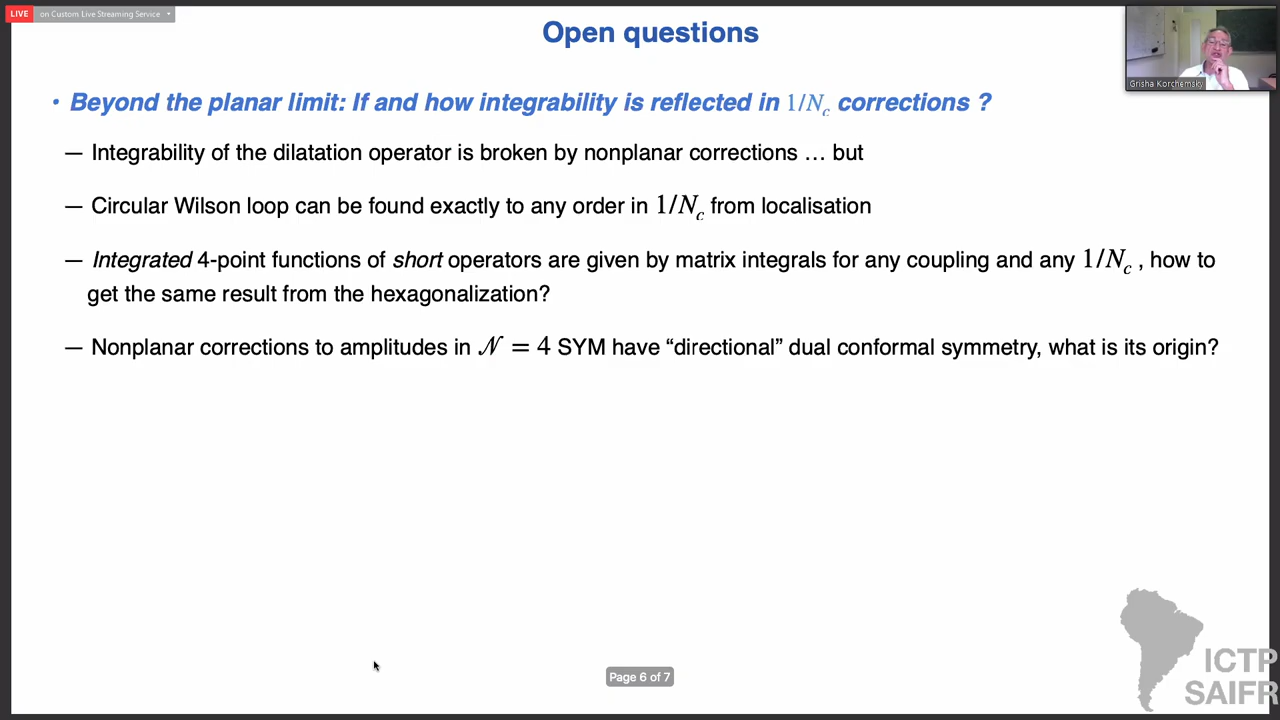 LIVE on Custom Live Streaming Service
Open questions
Grisha Korchemsky
• Beyond the planar limit: If and how integrability is reflected in 1/N_c corrections ?
— Integrability of the dilatation operator is broken by nonplanar corrections … but
— Circular Wilson loop can be found exactly to any order in 1/N_c from localisation
— Integrated 4-point functions of short operators are given by matrix integrals for any coupling and any 1/N_c , how to
get the same result from the hexagonalization?
— Nonplanar corrections to amplitudes in 𝒩 = 4 SYM have “directional” dual conformal symmetry, what is its origin?
Page 6 of 7
ICTP
SAIFR